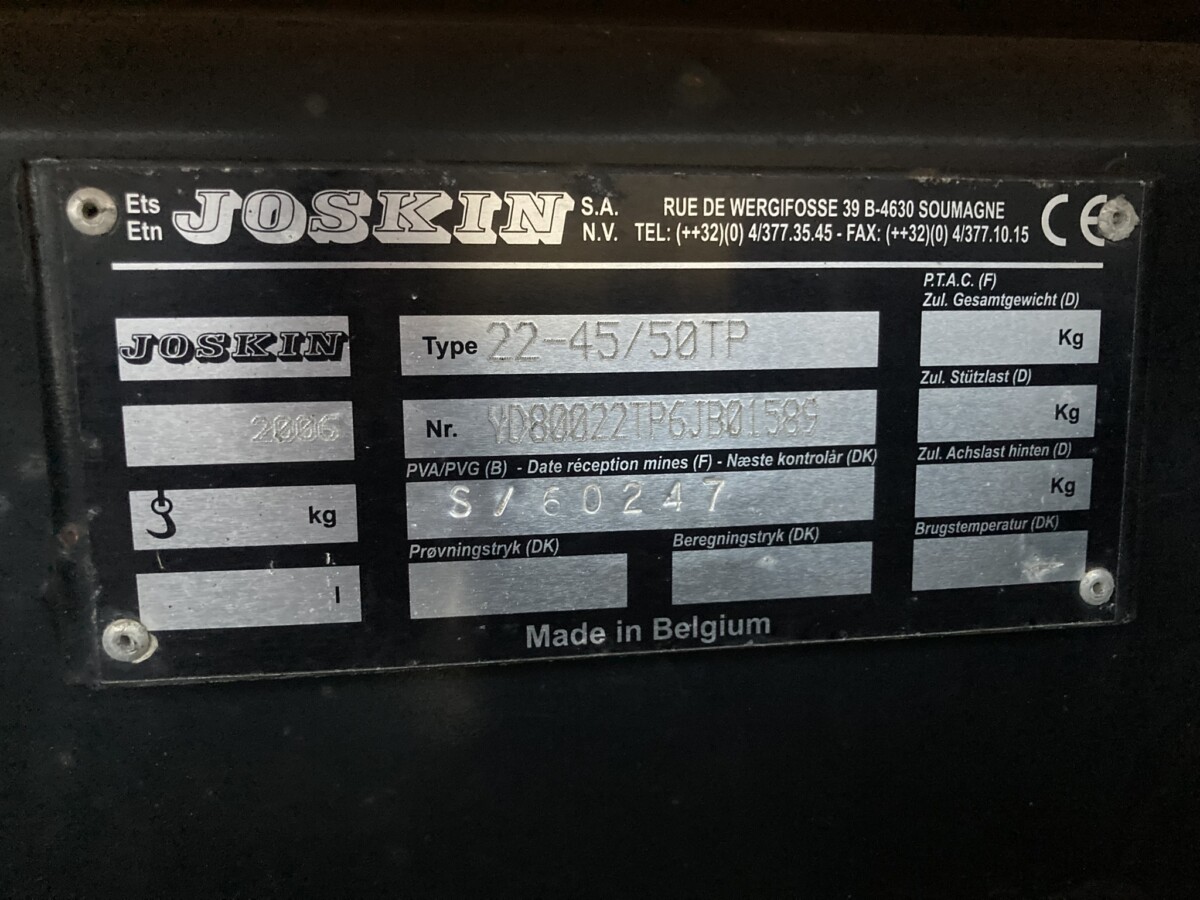 Ets JOSKIN S.A. RUE DE WERGIFOSSE 39 B-4630 SOUMAGNE
Etn N.V. TEL: (++32)(0) 4/377.35.45 - FAX: (++32)(0) 4/377.10.15 CE
P.T.A.C. (F)
Zul. Gesamtgewicht (D)
JOSKIN Type 22-45/50TP Kg
Zul. Stützlast (D)
2006 Nr. YD80022TP6JB01589 Kg
PVA/PVG (B) - Date réception mines (F) - Næste kontrolår (DK) Zul. Achslast hinten (D)
kg S/60247 Kg
Prøvningstryk (DK) Beregningstryk (DK) Brugstemperatur (DK)
l
Made in Belgium